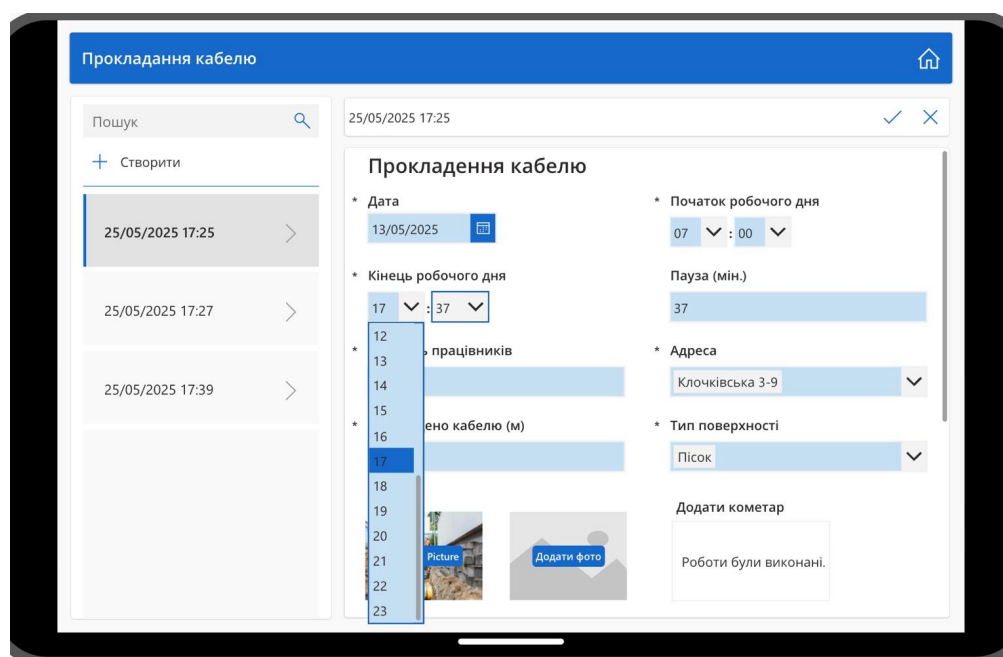 Прокладання кабелю
Пошук
Створити
25/05/2025 17:25
25/05/2025 17:27
25/05/2025 17:39
25/05/2025 17:25
Прокладення кабелю
* Дата
13/05/2025
* Початок робочого дня
07 : 00
* Кінець робочого дня
17 : 37
Пауза (мін.)
37
12
13
14
15
16
17
18
19
20
21
22
23
* працівників
* Адреса
Клочківська 3-9
* кабелю (м)
* Тип поверхності
Пісок
Picture
Додати фото
Додати кометар
Роботи були виконані.